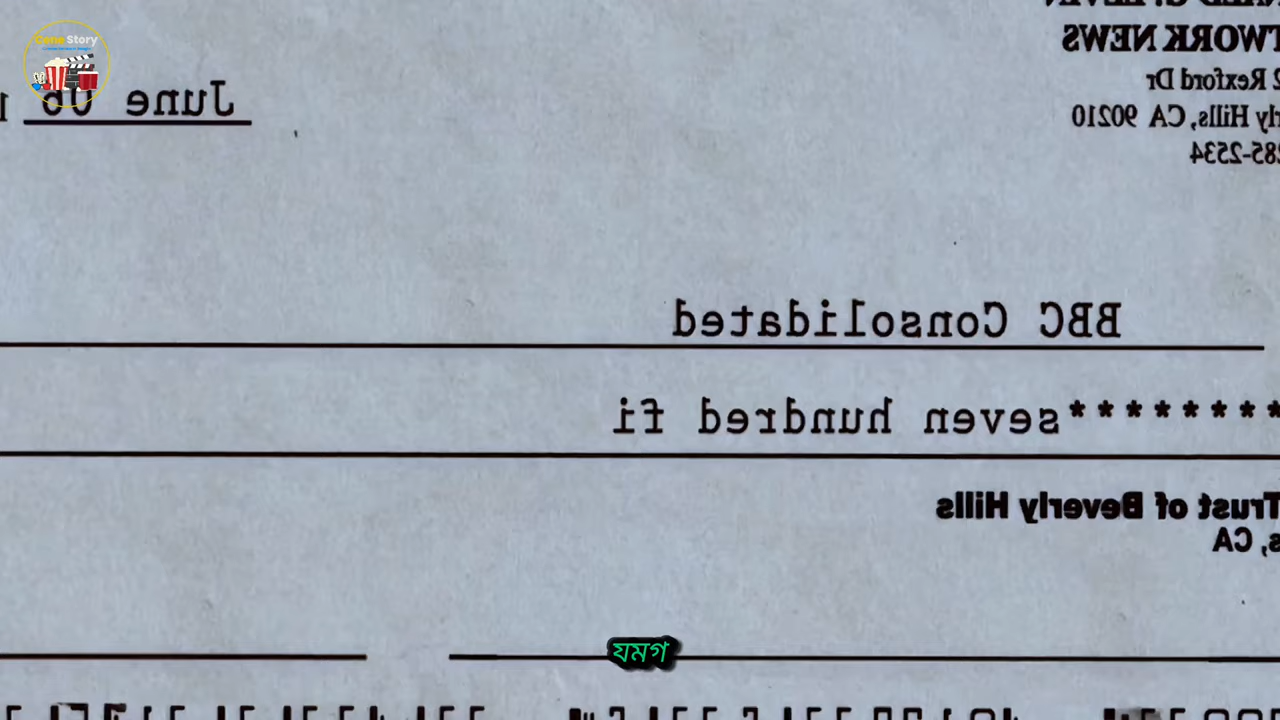 Cene Story
TWORK NEWS
2 Rexford Dr
rly Hills, CA 90210
285-2534
June 06
BBC Consolidated
*********seven hundred fi
Trust of Beverly Hills
s, CA
যমগ